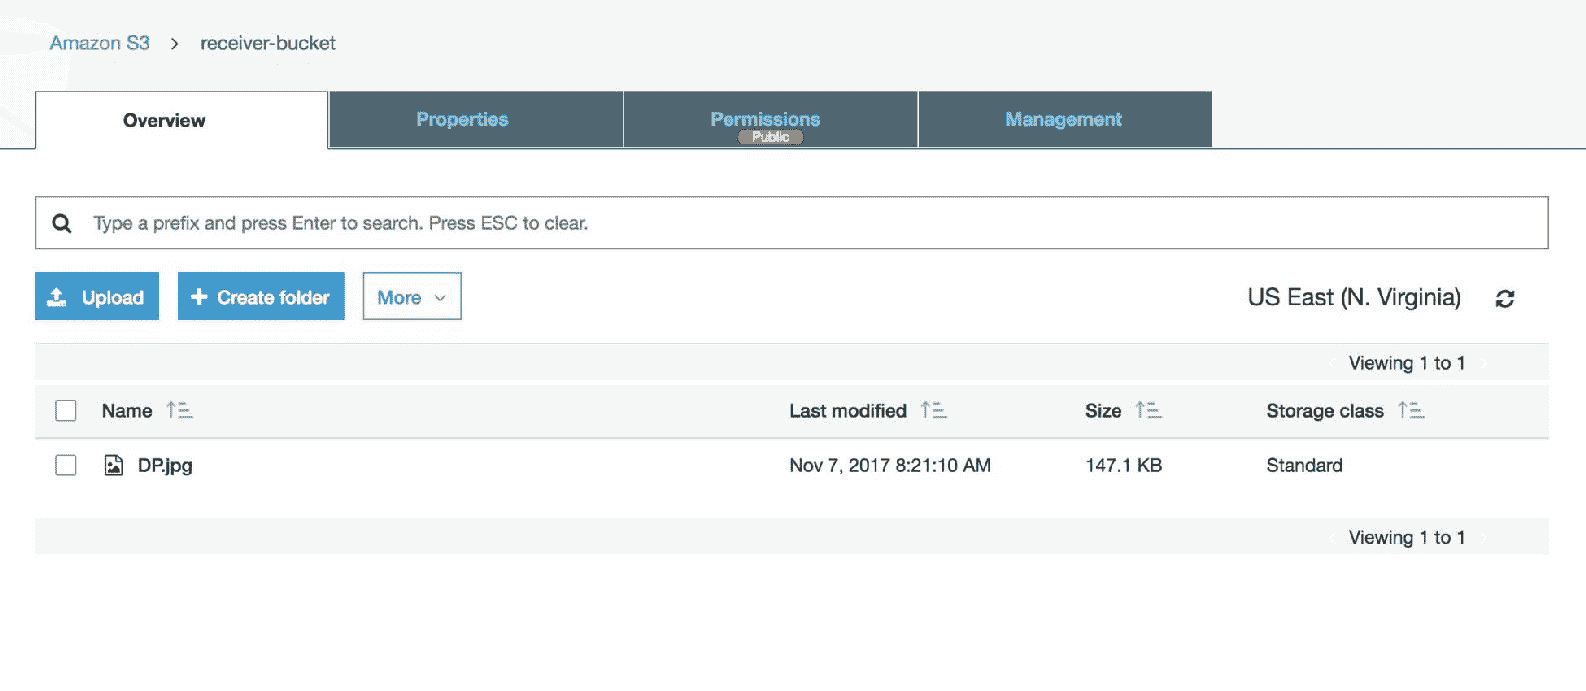 Amazon S3 > receiver-bucket
Overview Properties Permissions Management
Public
Type a prefix and press Enter to search. Press ESC to clear.
Upload + Create folder More US East (N. Virginia)
Viewing 1 to 1
Name Last modified Size Storage class
DP.jpg Nov 7, 2017 8:21:10 AM 147.1 KB Standard
Viewing 1 to 1